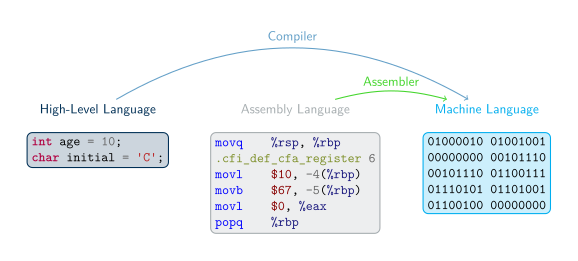 Compiler
Assembler
High-Level Language
Assembly Language
Machine Language
int age = 10;
char initial = 'C';
movq %rsp, %rbp
.cfi_def_cfa_register 6
movl $10, -4(%rbp)
movb $67, -5(%rbp)
movl $0, %eax
popq %rbp
01000010 01001001
00000000 00101110
00101110 01100111
01110101 01101001
01100100 00000000